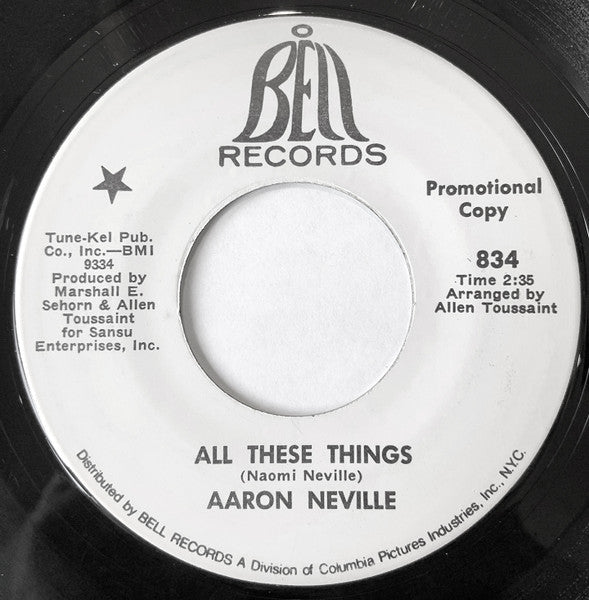 BELL
RECORDS
Promotional
Copy
Tune-Kel Pub.
Co., Inc.—BMI
9334
Produced by
Marshall E.
Sehorn & Allen
Toussaint
for Sansu
Enterprises, Inc.
834
Time 2:35
Arranged by
Allen Toussaint
ALL THESE THINGS
(Naomi Neville)
AARON NEVILLE
Distributed by BELL RECORDS A Division of Columbia Pictures Industries, Inc., N.Y.C.